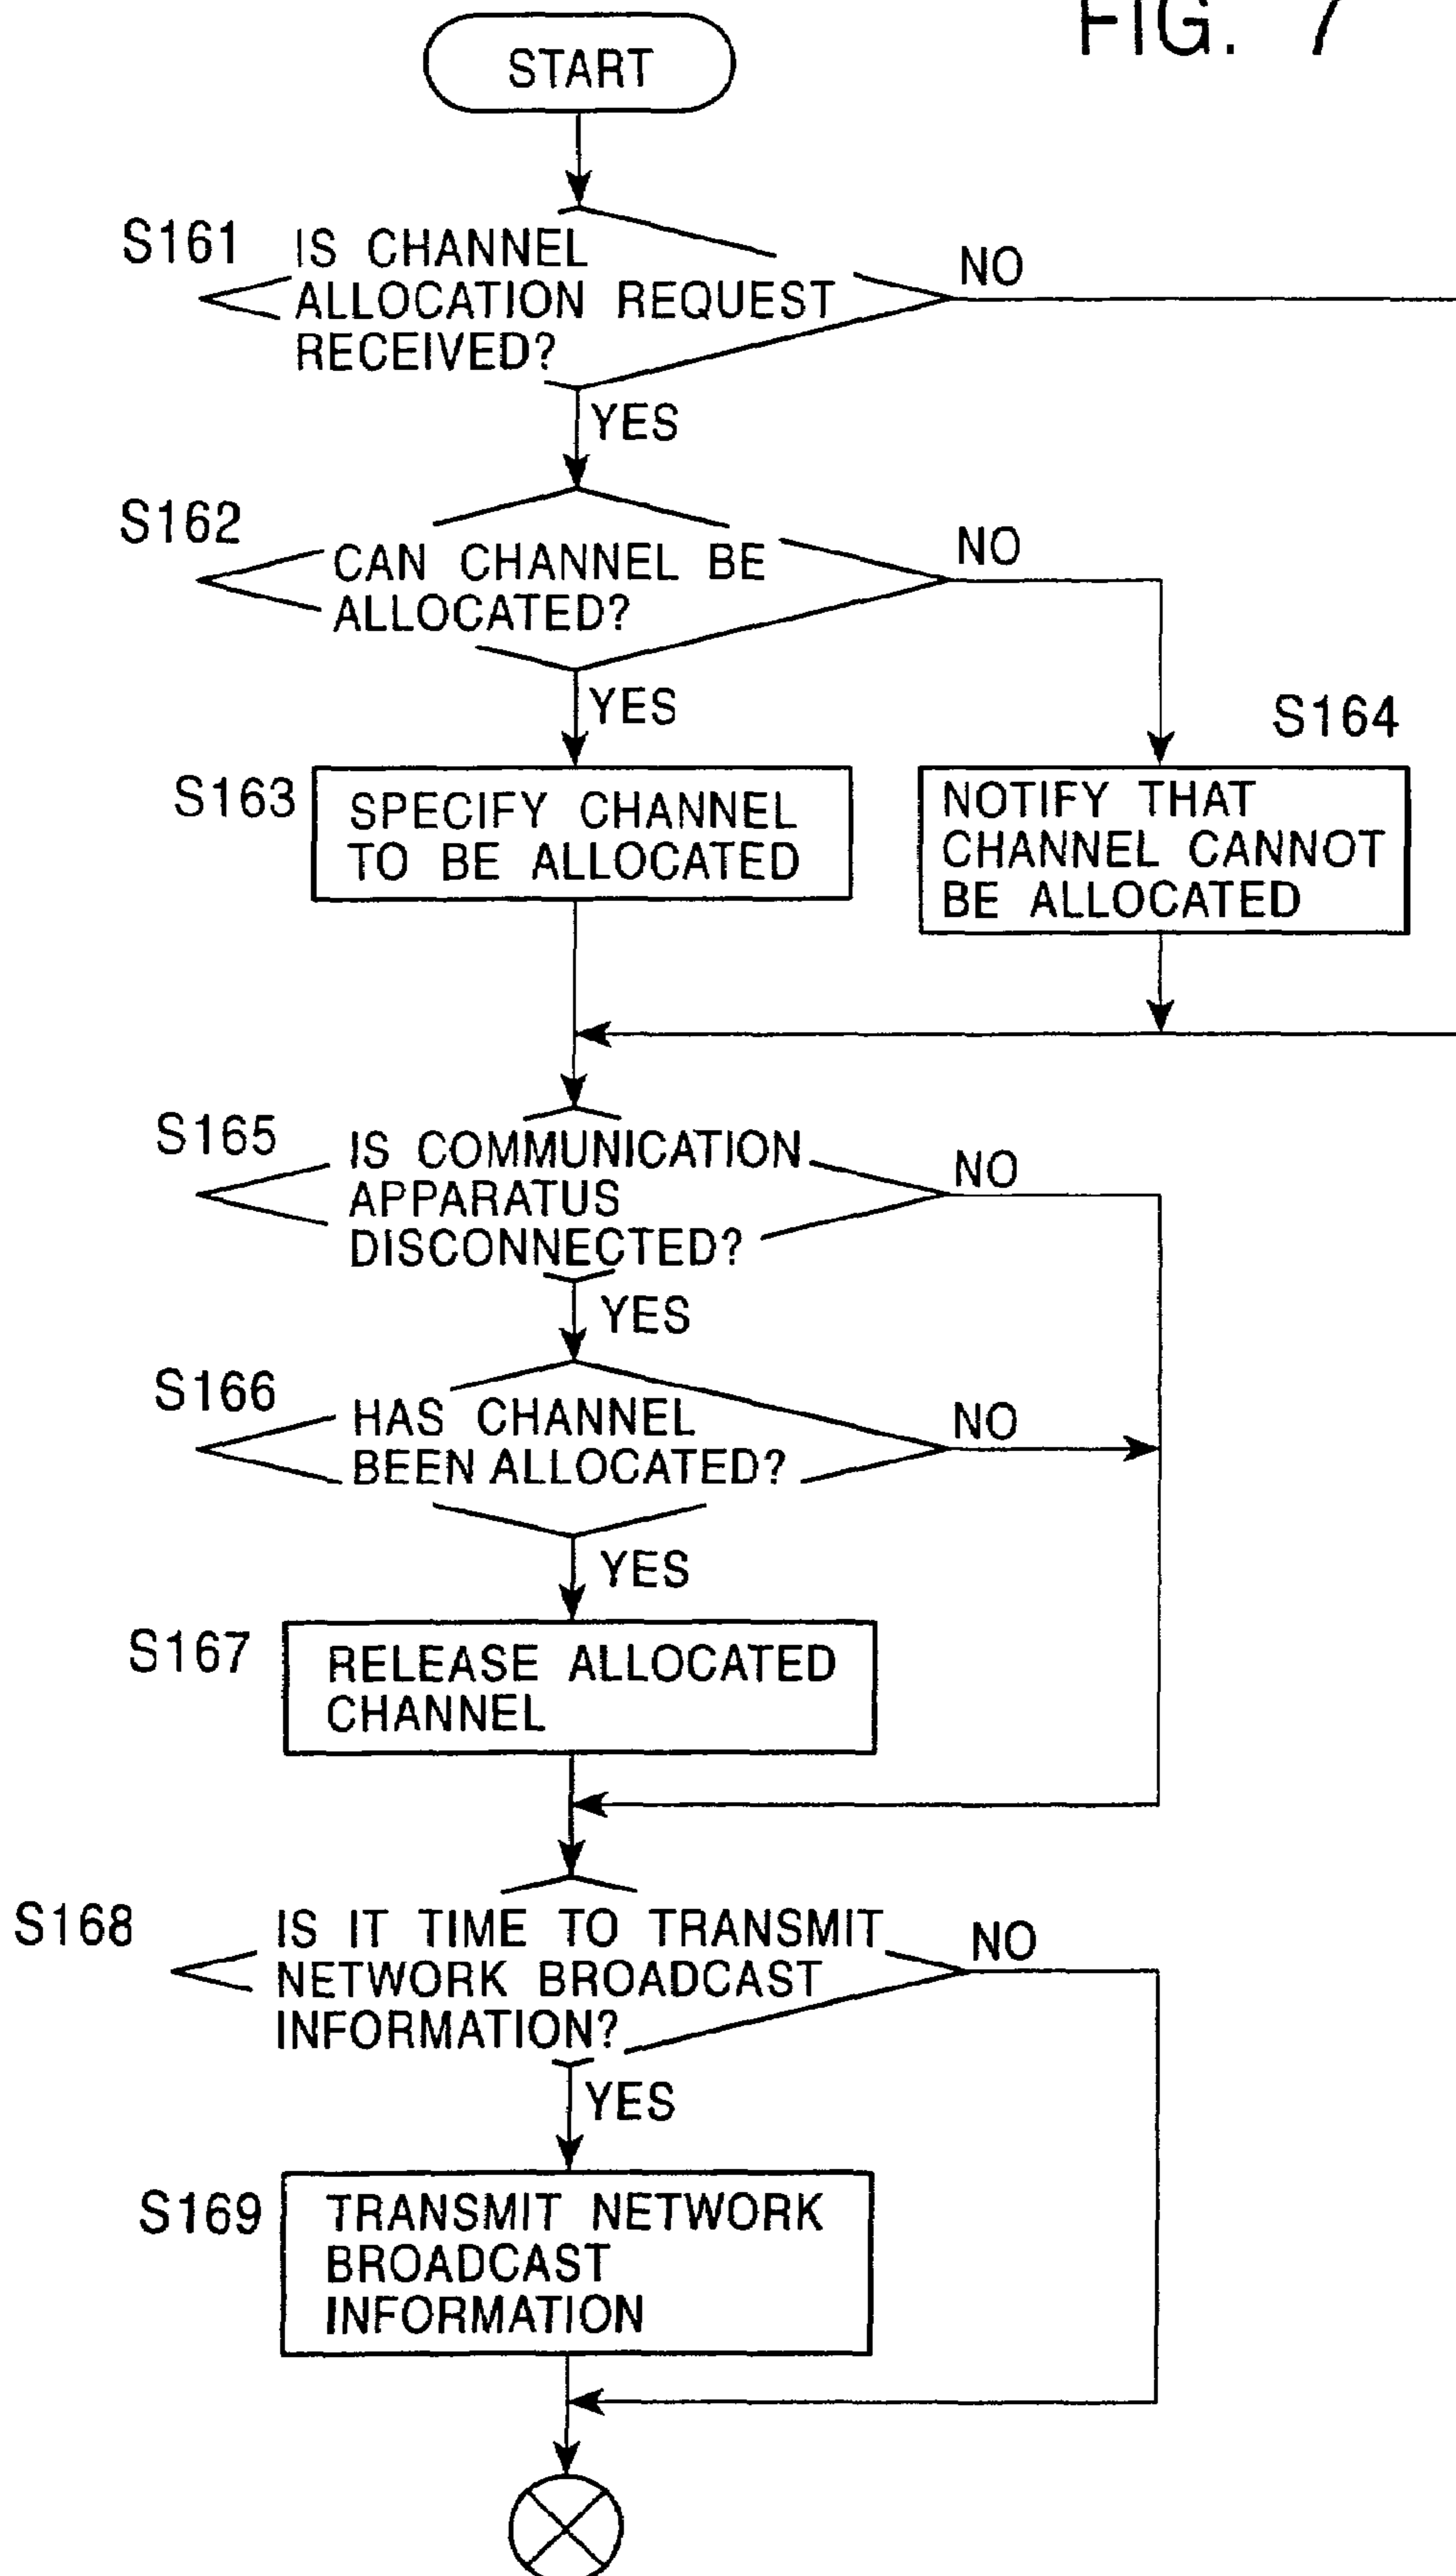 FIG. 7
START
S161
IS CHANNEL
ALLOCATION REQUEST
RECEIVED?
NO
YES
S162
CAN CHANNEL BE
ALLOCATED?
NO
YES
S163
SPECIFY CHANNEL
TO BE ALLOCATED
S164
NOTIFY THAT
CHANNEL CANNOT
BE ALLOCATED
S165
IS COMMUNICATION
APPARATUS
DISCONNECTED?
NO
YES
S166
HAS CHANNEL
BEEN ALLOCATED?
NO
YES
S167
RELEASE ALLOCATED
CHANNEL
S168
IS IT TIME TO TRANSMIT
NETWORK BROADCAST
INFORMATION?
NO
YES
S169
TRANSMIT NETWORK
BROADCAST
INFORMATION